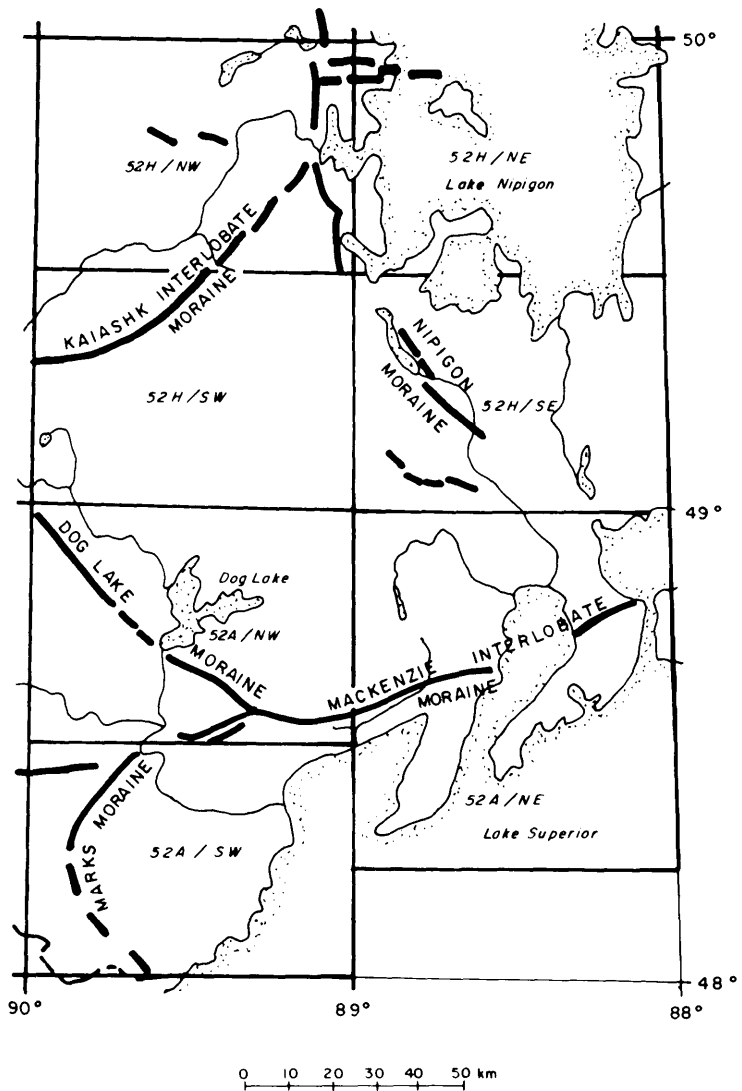 50°
52H/NW
52H/NE
Lake Nipigon
KAIASHK INTERLOBATE
MORAINE
NIPIGON
MORAINE
52H/SW
52H/SE
49°
DOG LAKE
MORAINE
Dog Lake
52A/NW
MACKENZIE INTERLOBATE
MORAINE
MARKS MORAINE
52A / SW
52A/NE
Lake Superior
48°
90°
89°
88°
0 10 20 30 40 50 km